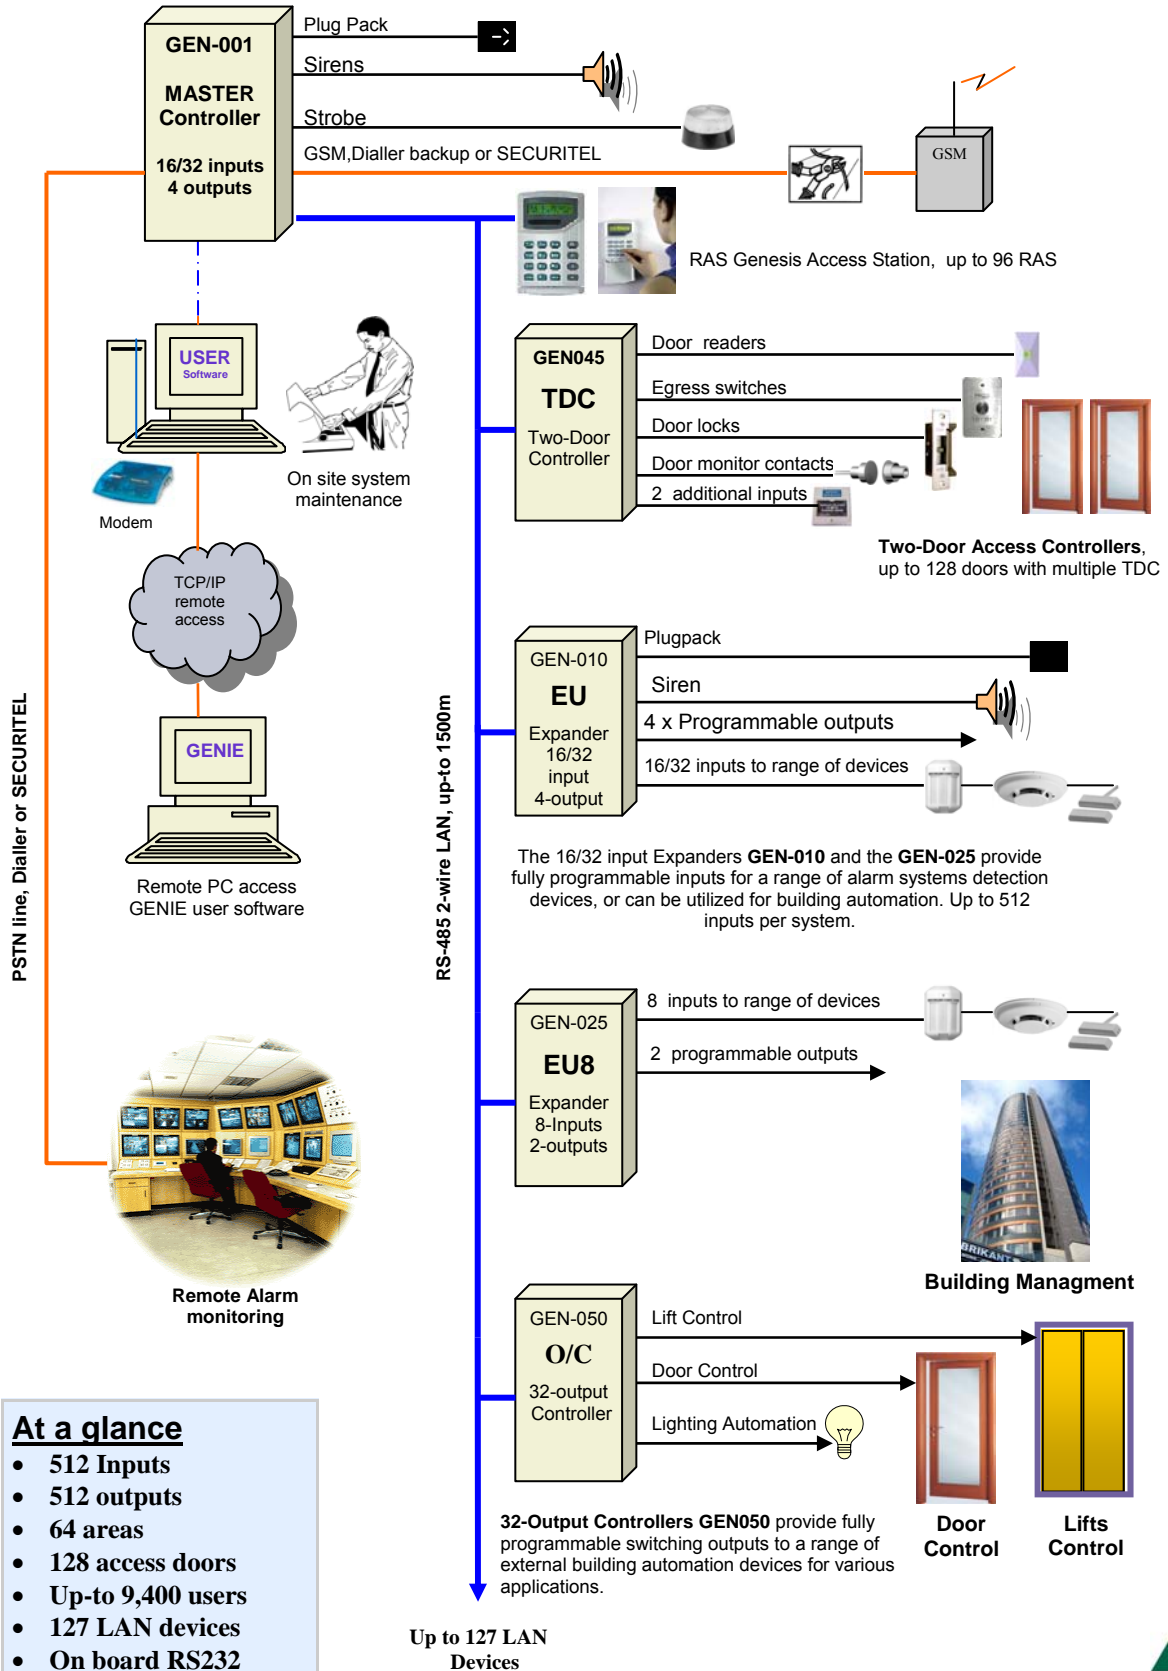 GEN-001
MASTER
Controller
16/32 inputs
4 outputs
Plug Pack
Sirens
Strobe
GSM,Dialler backup or SECURITEL
GSM
RAS Genesis Access Station, up to 96 RAS
USER
Software
Modem
On site system
maintenance
TCP/IP
remote
access
GENIE
Remote PC access
GENIE user software
PSTN line, Dialler or SECURITEL
RS-485 2-wire LAN, up-to 1500m
Remote Alarm
monitoring
GEN045
TDC
Two-Door
Controller
Door readers
Egress switches
Door locks
Door monitor contacts
2 additional inputs
Two-Door Access Controllers,
up to 128 doors with multiple TDC
GEN-010
EU
Expander
16/32
input
4-output
Plugpack
Siren
4 x Programmable outputs
16/32 inputs to range of devices
The 16/32 input Expanders GEN-010 and the GEN-025 provide
fully programmable inputs for a range of alarm systems detection
devices, or can be utilized for building automation. Up to 512
inputs per system.
GEN-025
EU8
Expander
8-Inputs
2-outputs
8 inputs to range of devices
2 programmable outputs
BRIKANT
Building Managment
GEN-050
O/C
32-output
Controller
Lift Control
Door Control
Lighting Automation
Door
Control
Lifts
Control
32-Output Controllers GEN050 provide fully
programmable switching outputs to a range of
external building automation devices for various
applications.
Up to 127 LAN
Devices
At a glance
• 512 Inputs
• 512 outputs
• 64 areas
• 128 access doors
• Up-to 9,400 users
• 127 LAN devices
• On board RS232